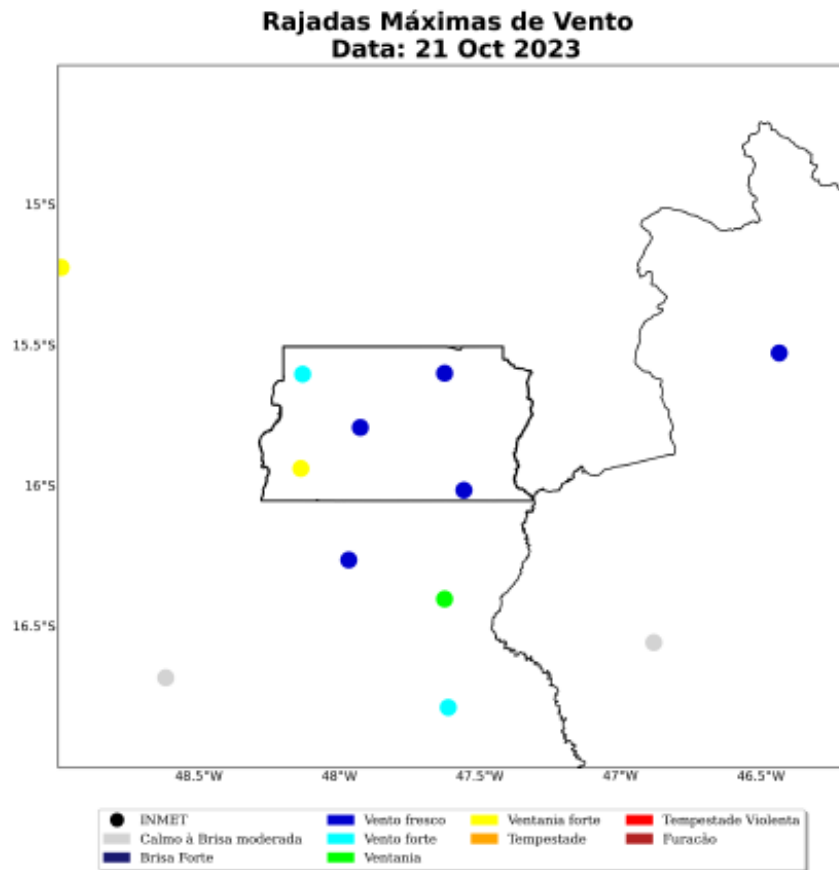 Rajadas Máximas de Vento
Data: 21 Oct 2023
15°S
15.5°S
16°S
16.5°S
48.5°W 48°W 47.5°W 47°W 46.5°W
INMET Vento fresco Ventania forte Tempestade Violenta
Calmo à Brisa moderada Vento forte Tempestade Furacão
Brisa Forte Ventania